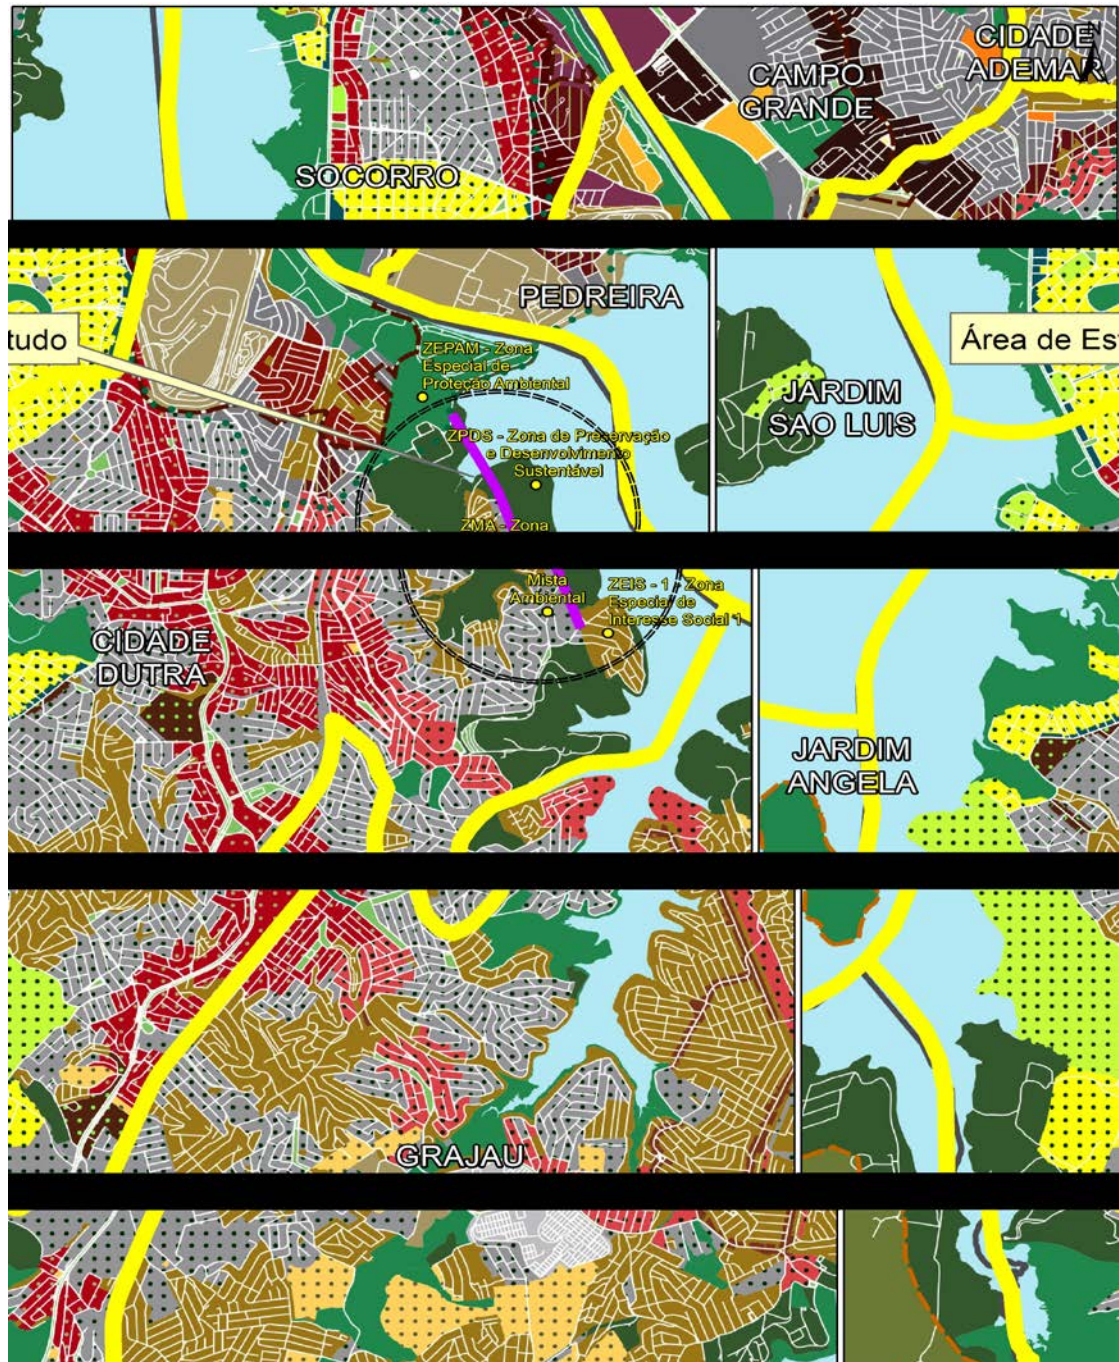 CIDADE
ADEMAR
CAMPO
GRANDE
SOCORRO
PEDREIRA
tudo
ZEPAM - Zona
Especial de
Proteção Ambiental
Área de Es
JARDIM
SAO LUIS
ZPDS - Zona de Preservação
e Desenvolvimento
Sustentável
ZMA - Zona
Mista
Ambiental
ZEIS - 1 - Zona
Especial de
Interesse Social 1
CIDADE
DUTRA
JARDIM
ANGELA
GRAJAU